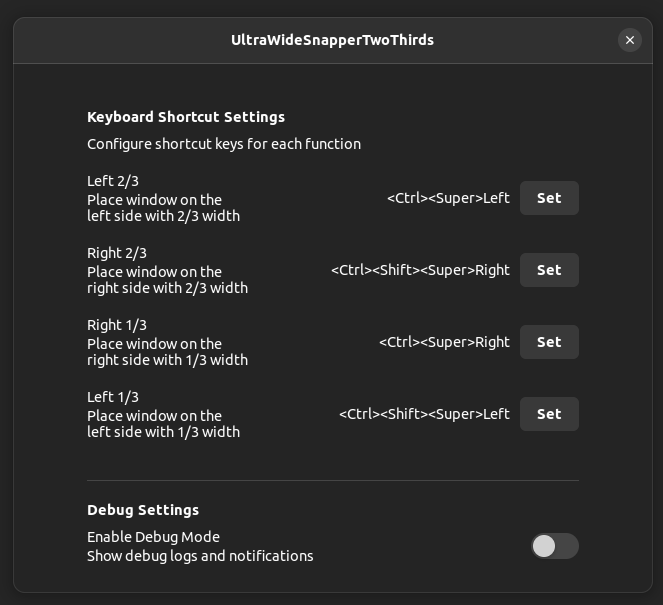 UltraWideSnapperTwoThirds
Keyboard Shortcut Settings
Configure shortcut keys for each function
Left 2/3
Place window on the
left side with 2/3 width
<Ctrl><Super>Left
Set
Right 2/3
Place window on the
right side with 2/3 width
<Ctrl><Shift><Super>Right
Set
Right 1/3
Place window on the
right side with 1/3 width
<Ctrl><Super>Right
Set
Left 1/3
Place window on the
left side with 1/3 width
<Ctrl><Shift><Super>Left
Set
Debug Settings
Enable Debug Mode
Show debug logs and notifications